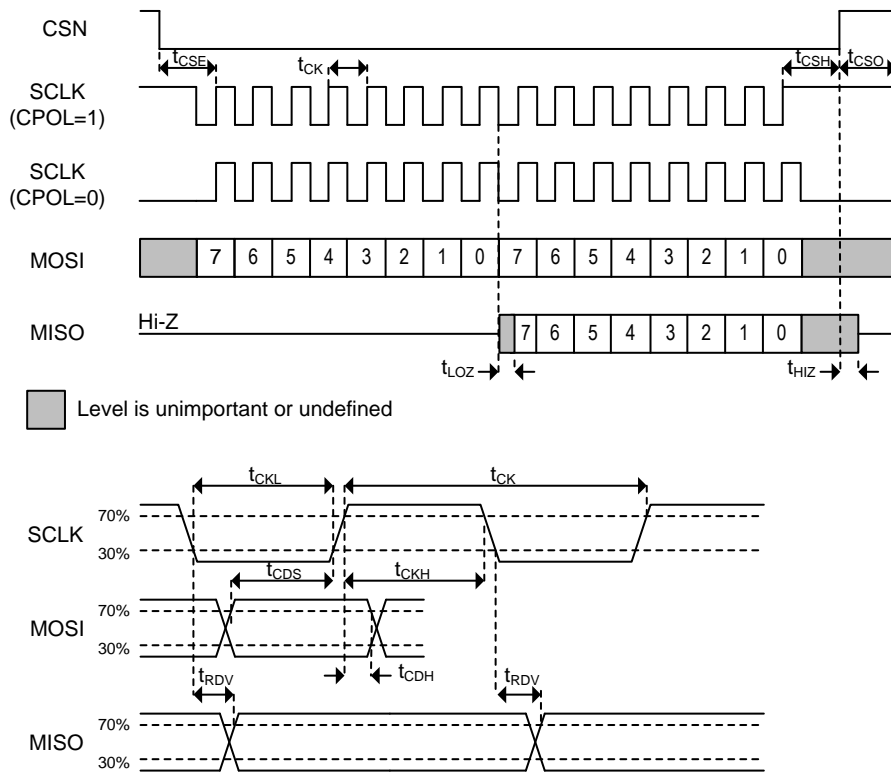 CSN
tCSE
tCK
tCSH
tCSO
SCLK
(CPOL=1)
SCLK
(CPOL=0)
MOSI
7 6 5 4 3 2 1 0 7 6 5 4 3 2 1 0
Hi-Z
MISO
7 6 5 4 3 2 1 0
tLOZ
tHIZ
Level is unimportant or undefined
tCKL
tCK
SCLK
70%
30%
tCDS
tCKH
MOSI
70%
30%
tCDH
tRDV
tRDV
MISO
70%
30%